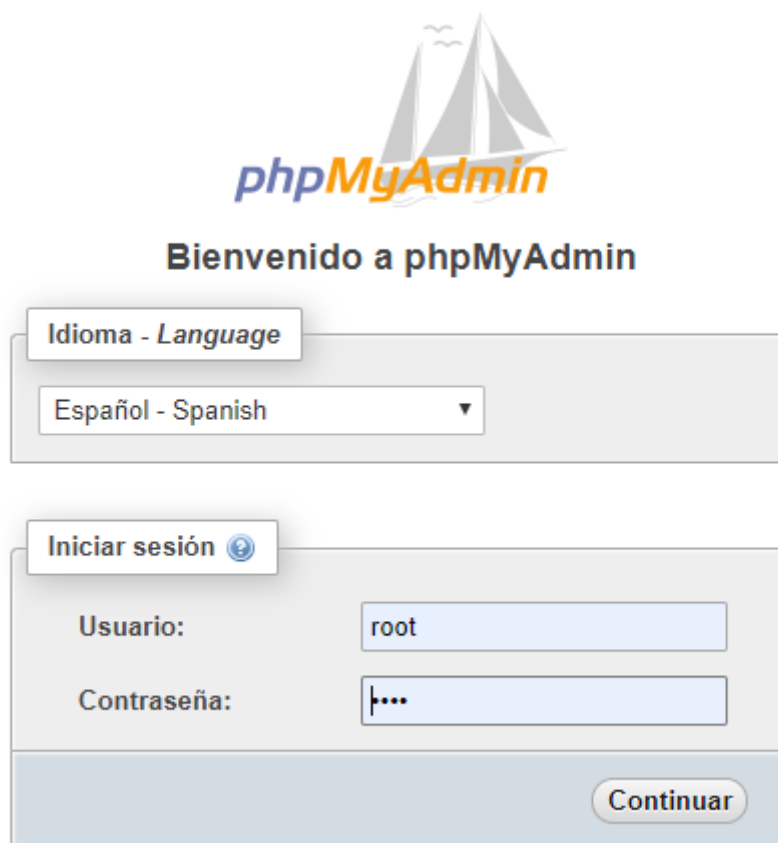 phpMyAdmin
Bienvenido a phpMyAdmin
Idioma - Language
Español - Spanish
Iniciar sesión
Usuario: root
Contraseña: ••••
Continuar